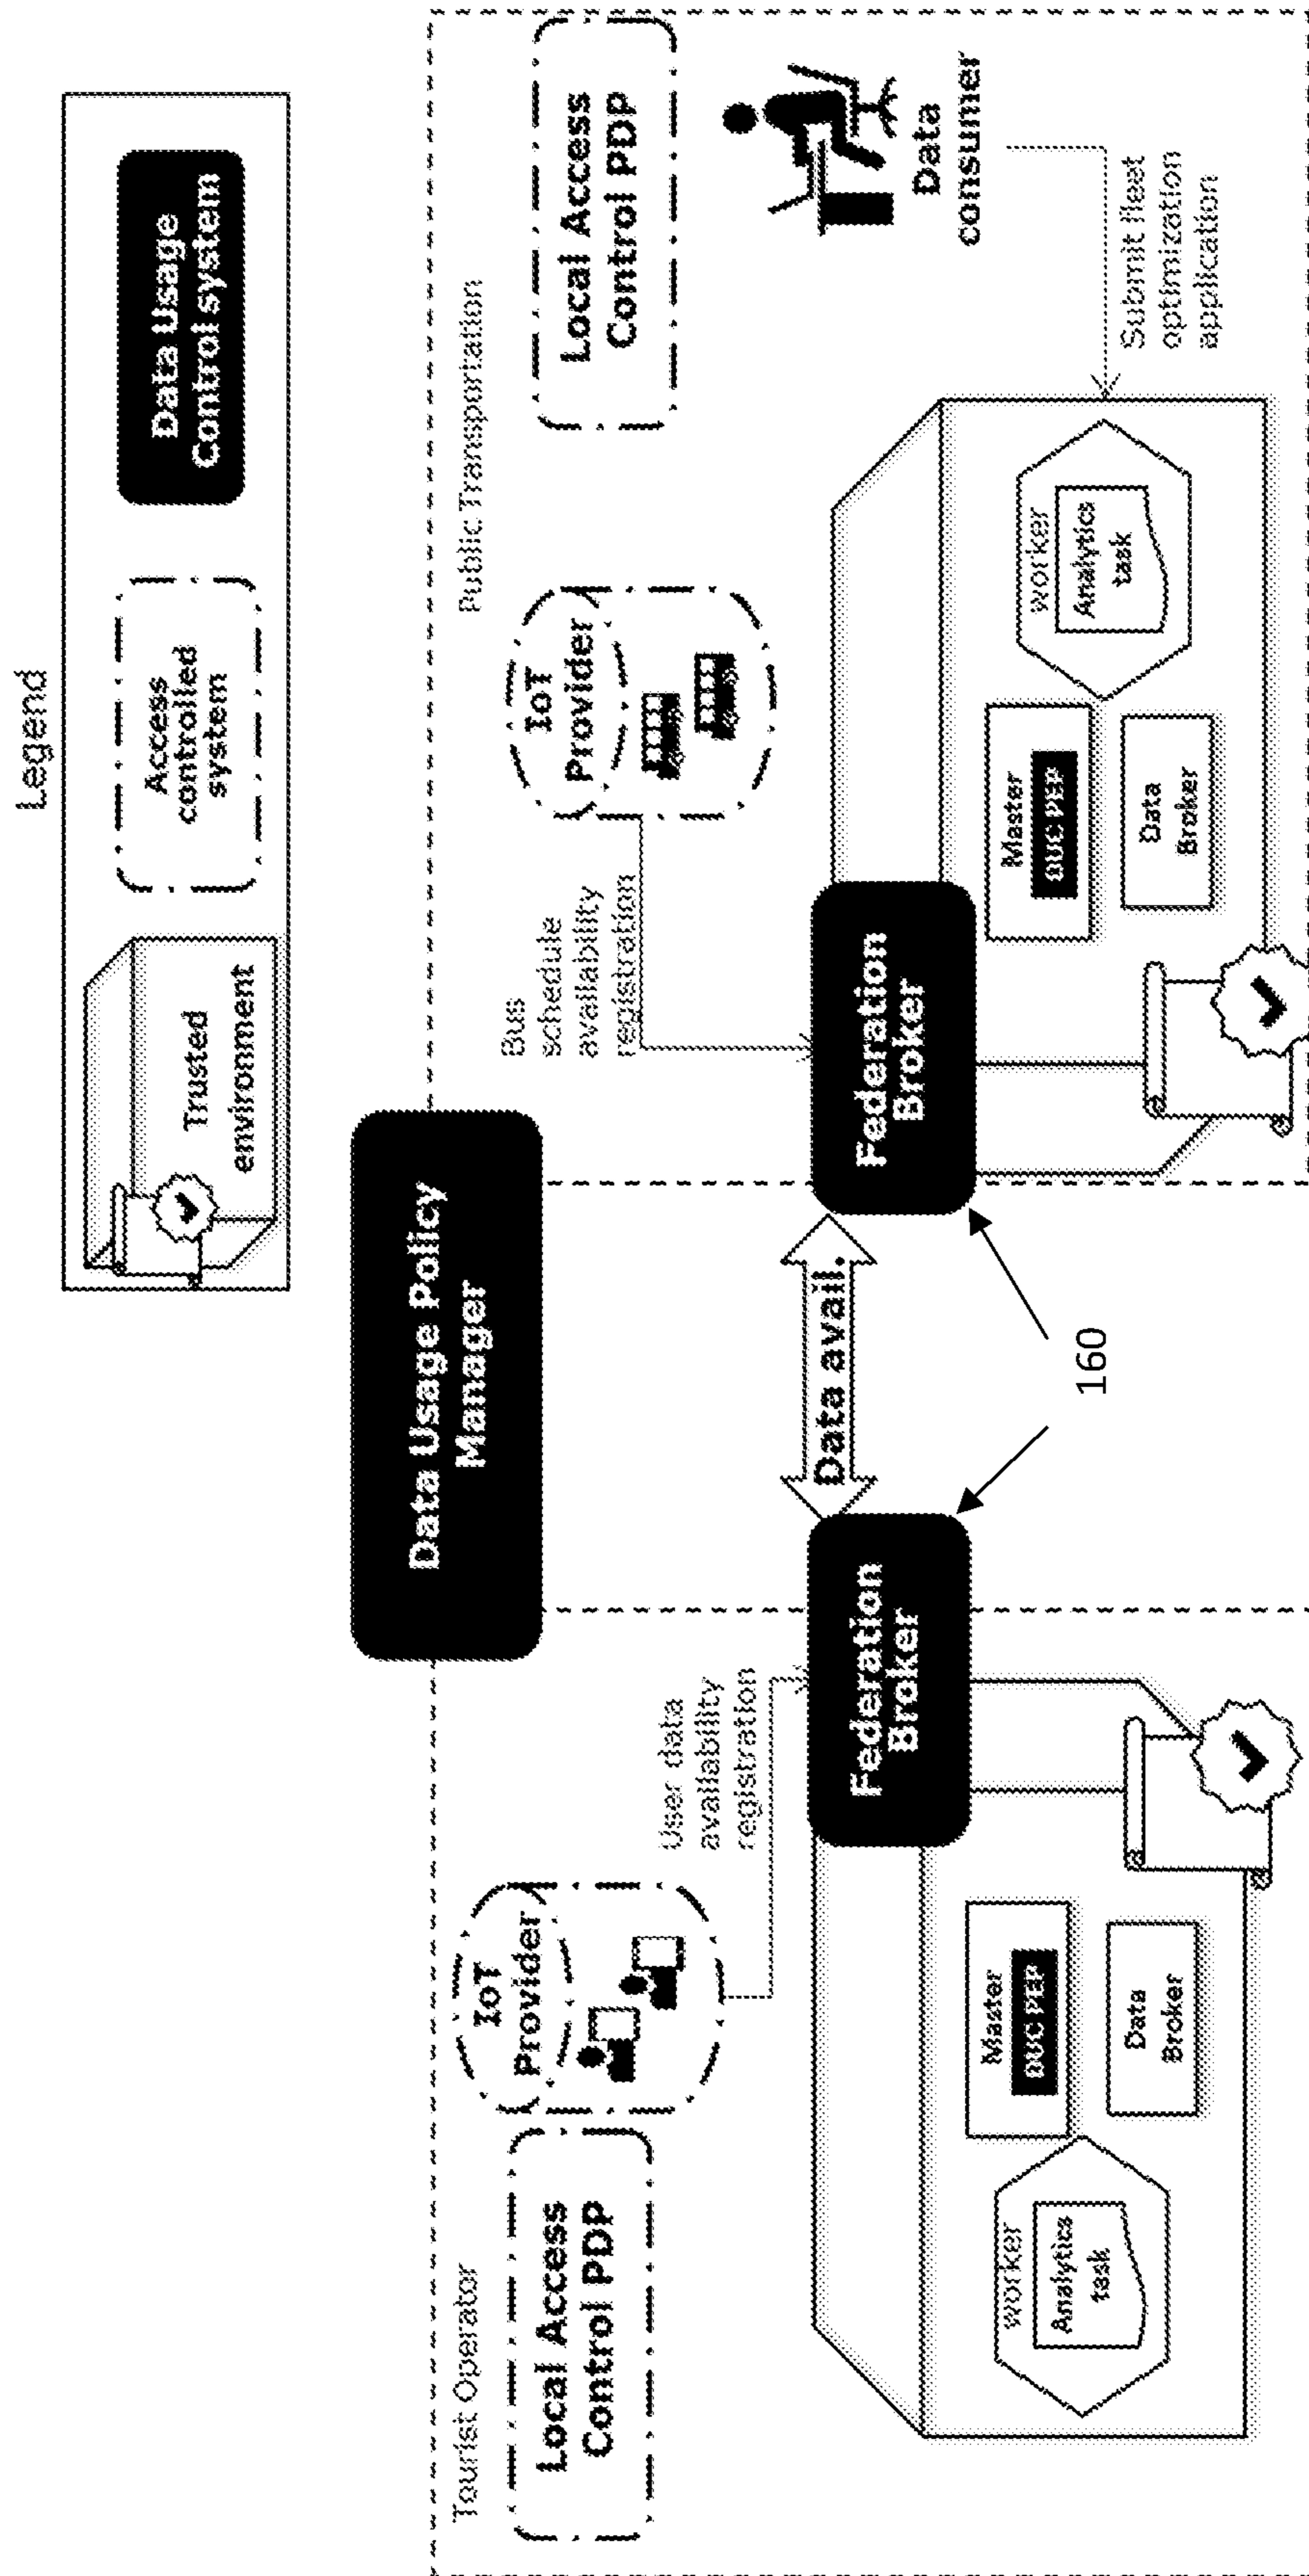 Legend
Trusted
environment
Access
controlled
system
Data Usage
Control system
Data Usage Policy
Manager
Tourist Operator
Local Access
Control PDP
IoT
Provider
User data
availability
registration
Federation
Broker
worker
Analytics
task
Master
DUC PEP
Data
Broker
Data avail.
160
Public Transportation
Bus
schedule
availability
registration
IoT
Provider
Local Access
Control PDP
Data
consumer
Federation
Broker
Master
DUC PEP
Data
Broker
worker
Analytics
task
Submit fleet
optimization
application